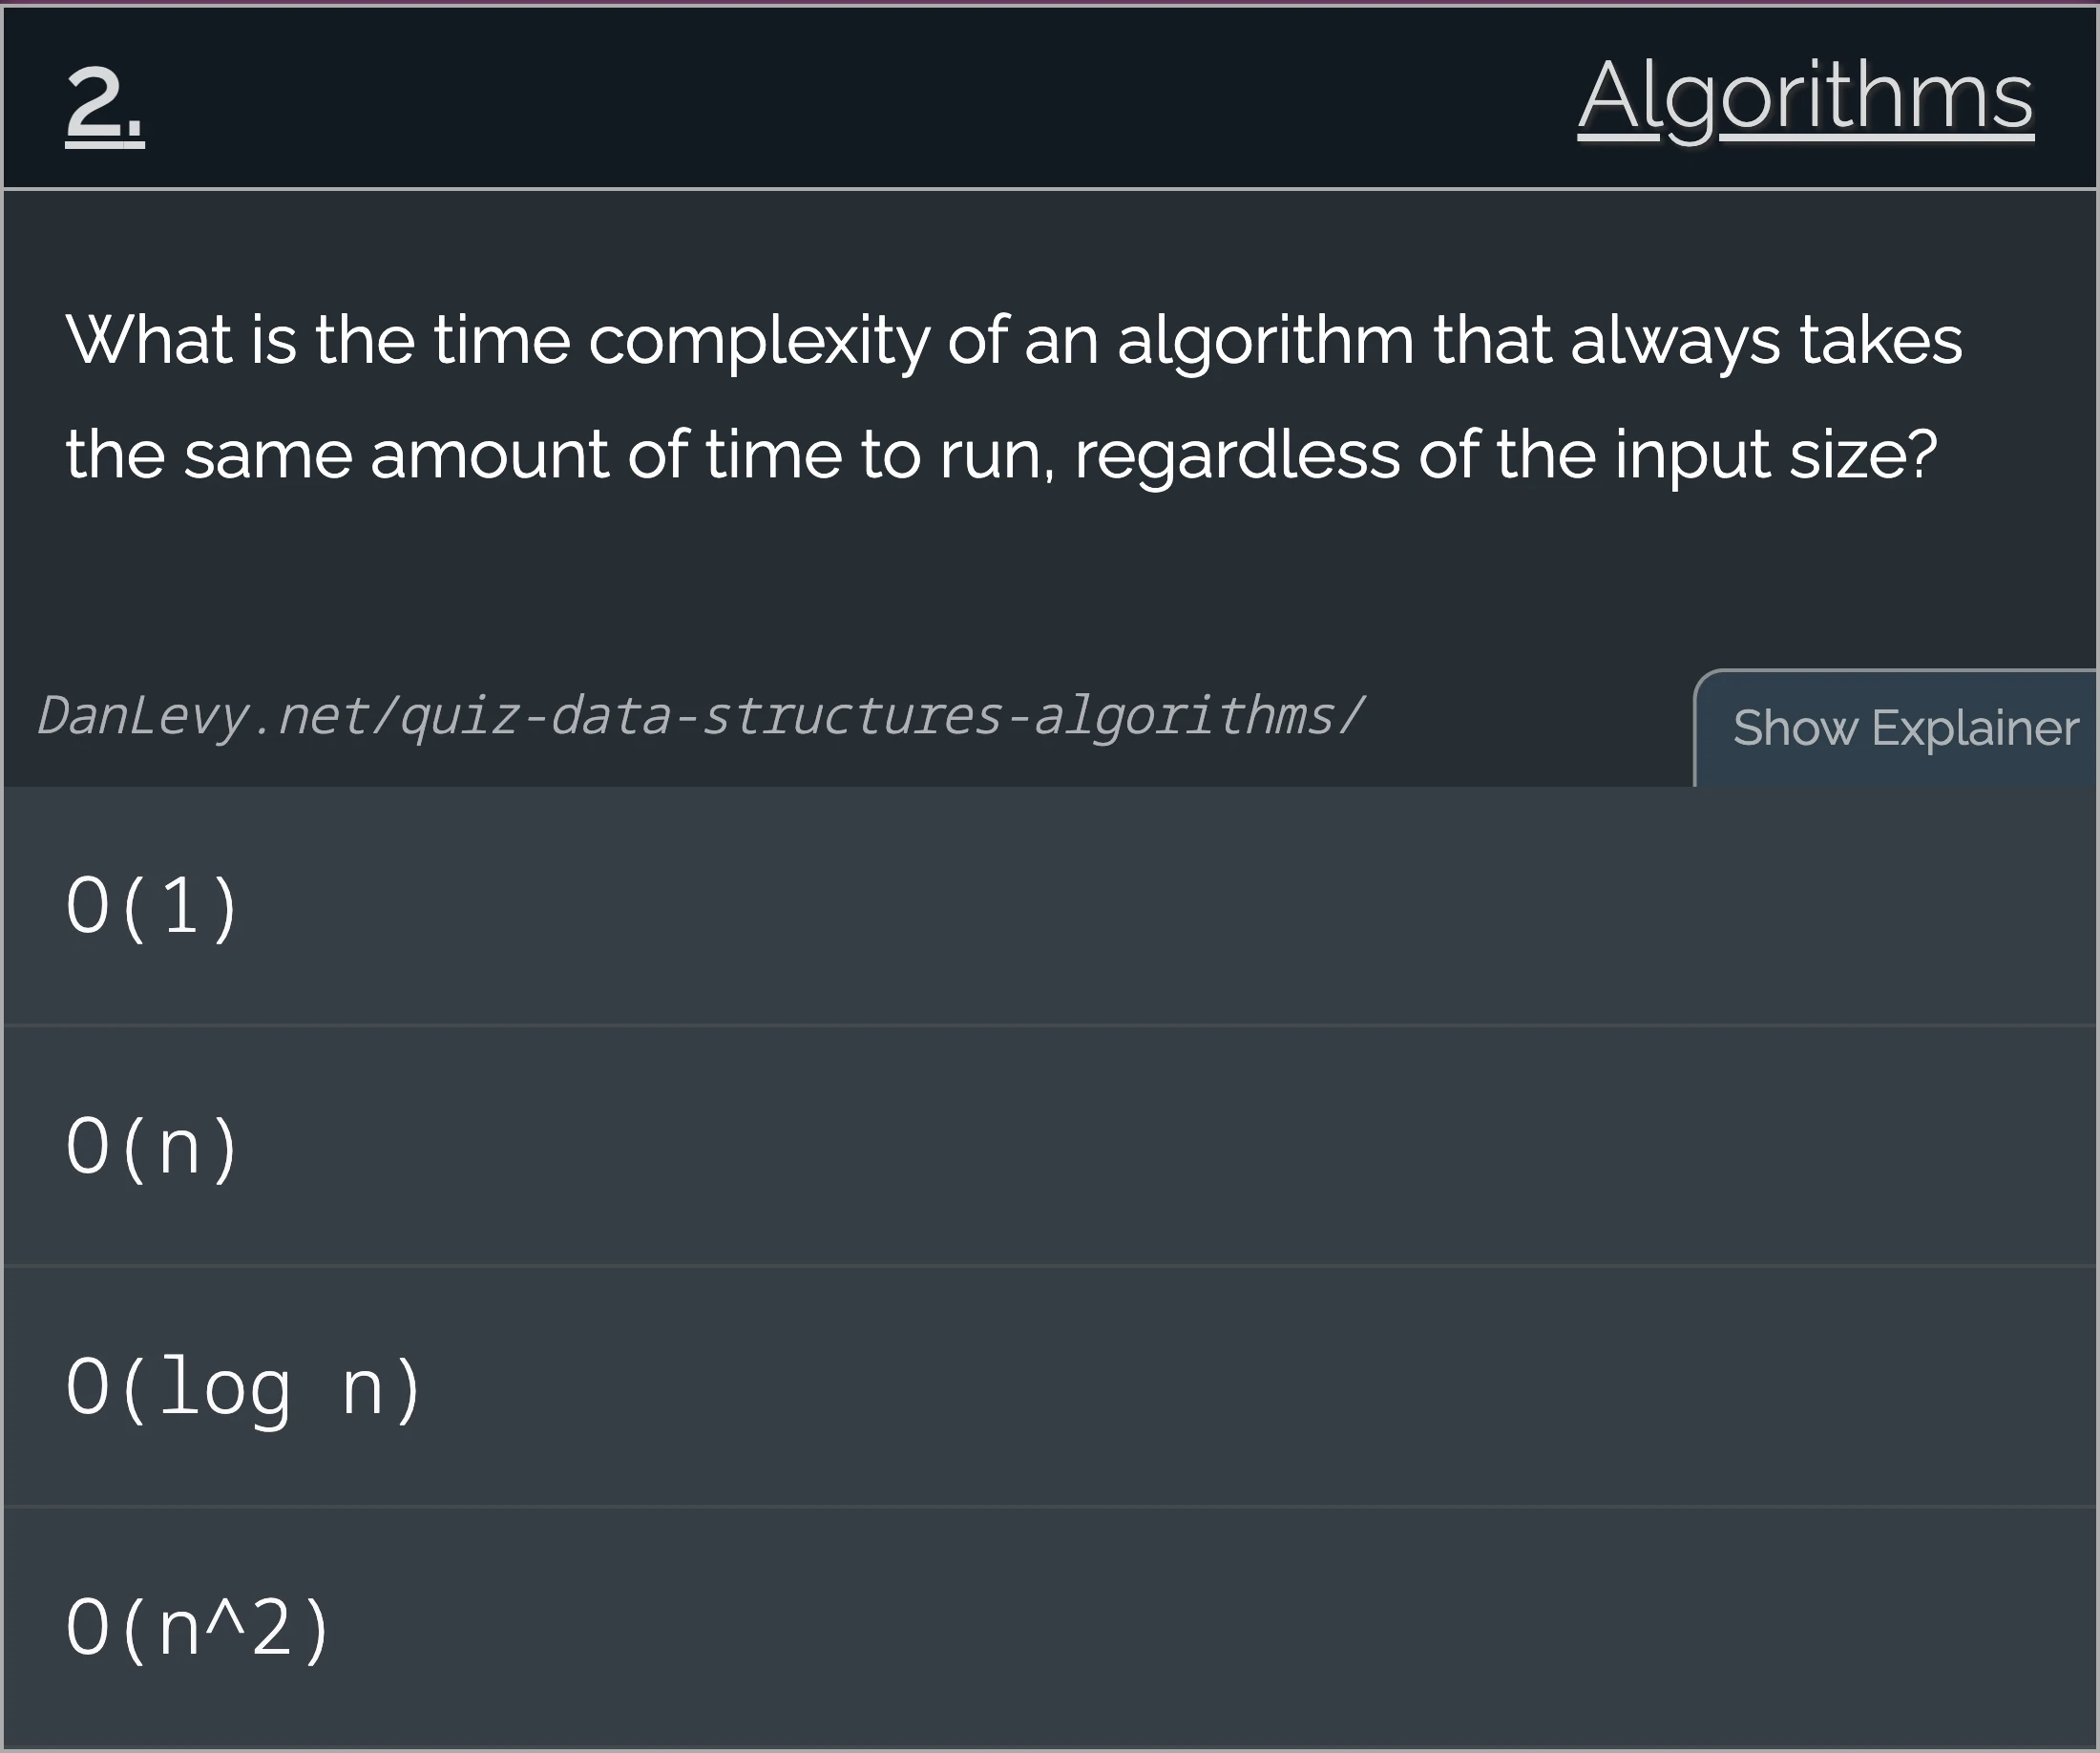 2.
Algorithms
What is the time complexity of an algorithm that always takes
the same amount of time to run, regardless of the input size?
DanLevy.net/quiz-data-structures-algorithms/
Show Explainer
O(1)
O(n)
O(log n)
O(n^2)